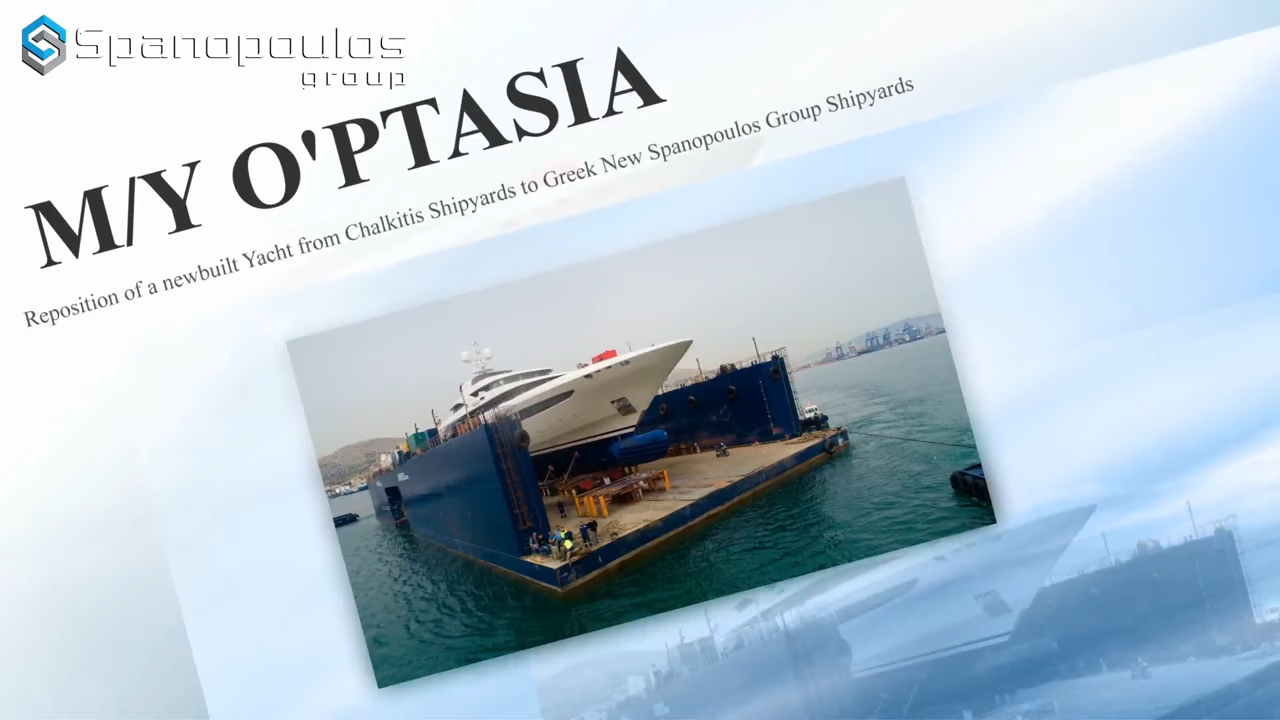 Spanopoulos
group
M/Y O'PTASIA
Reposition of a newbuilt Yacht from Chalkitis Shipyards to Greek New Spanopoulos Group Shipyards